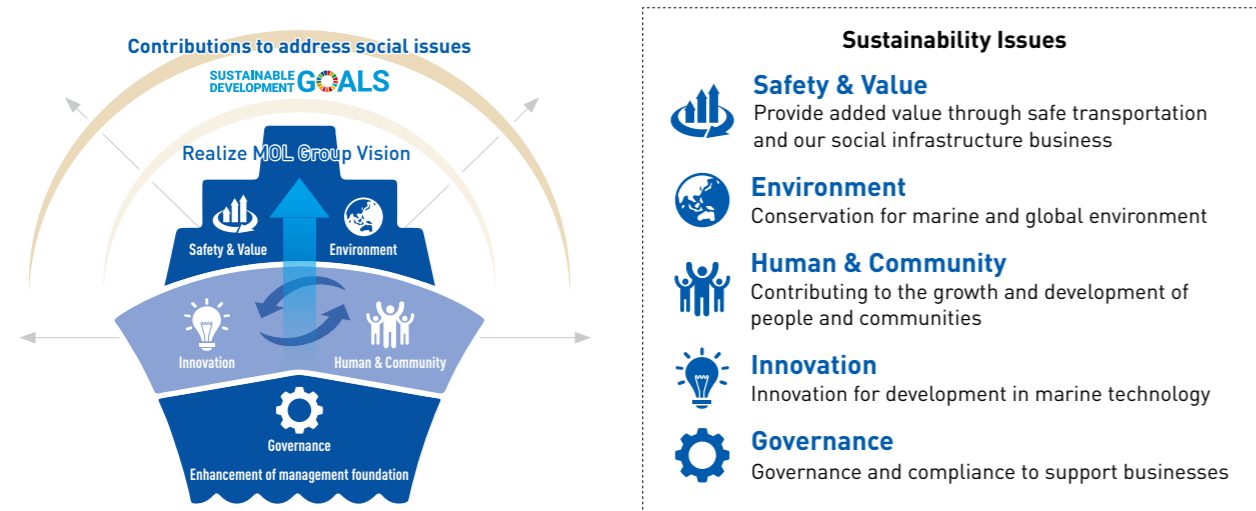 Contributions to address social issues
SUSTAINABLE
DEVELOPMENT GOALS
Realize MOL Group Vision
Safety & Value
Environment
Innovation
Human & Community
Governance
Enhancement of management foundation
Sustainability Issues
Safety & Value
Provide added value through safe transportation
and our social infrastructure business
Environment
Conservation for marine and global environment
Human & Community
Contributing to the growth and development of
people and communities
Innovation
Innovation for development in marine technology
Governance
Governance and compliance to support businesses